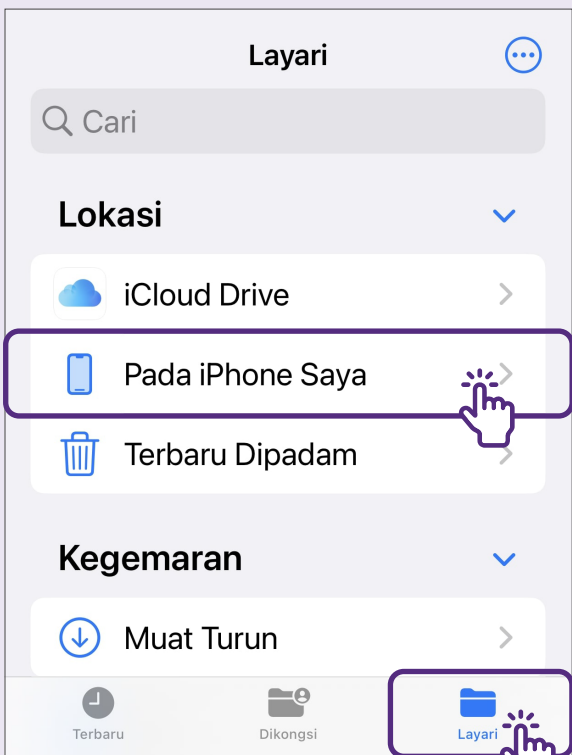 Layari
Cari
Lokasi
iCloud Drive
Pada iPhone Saya
Terbaru Dipadam
Kegemaran
Muat Turun
Terbaru
Dikongsi
Layari